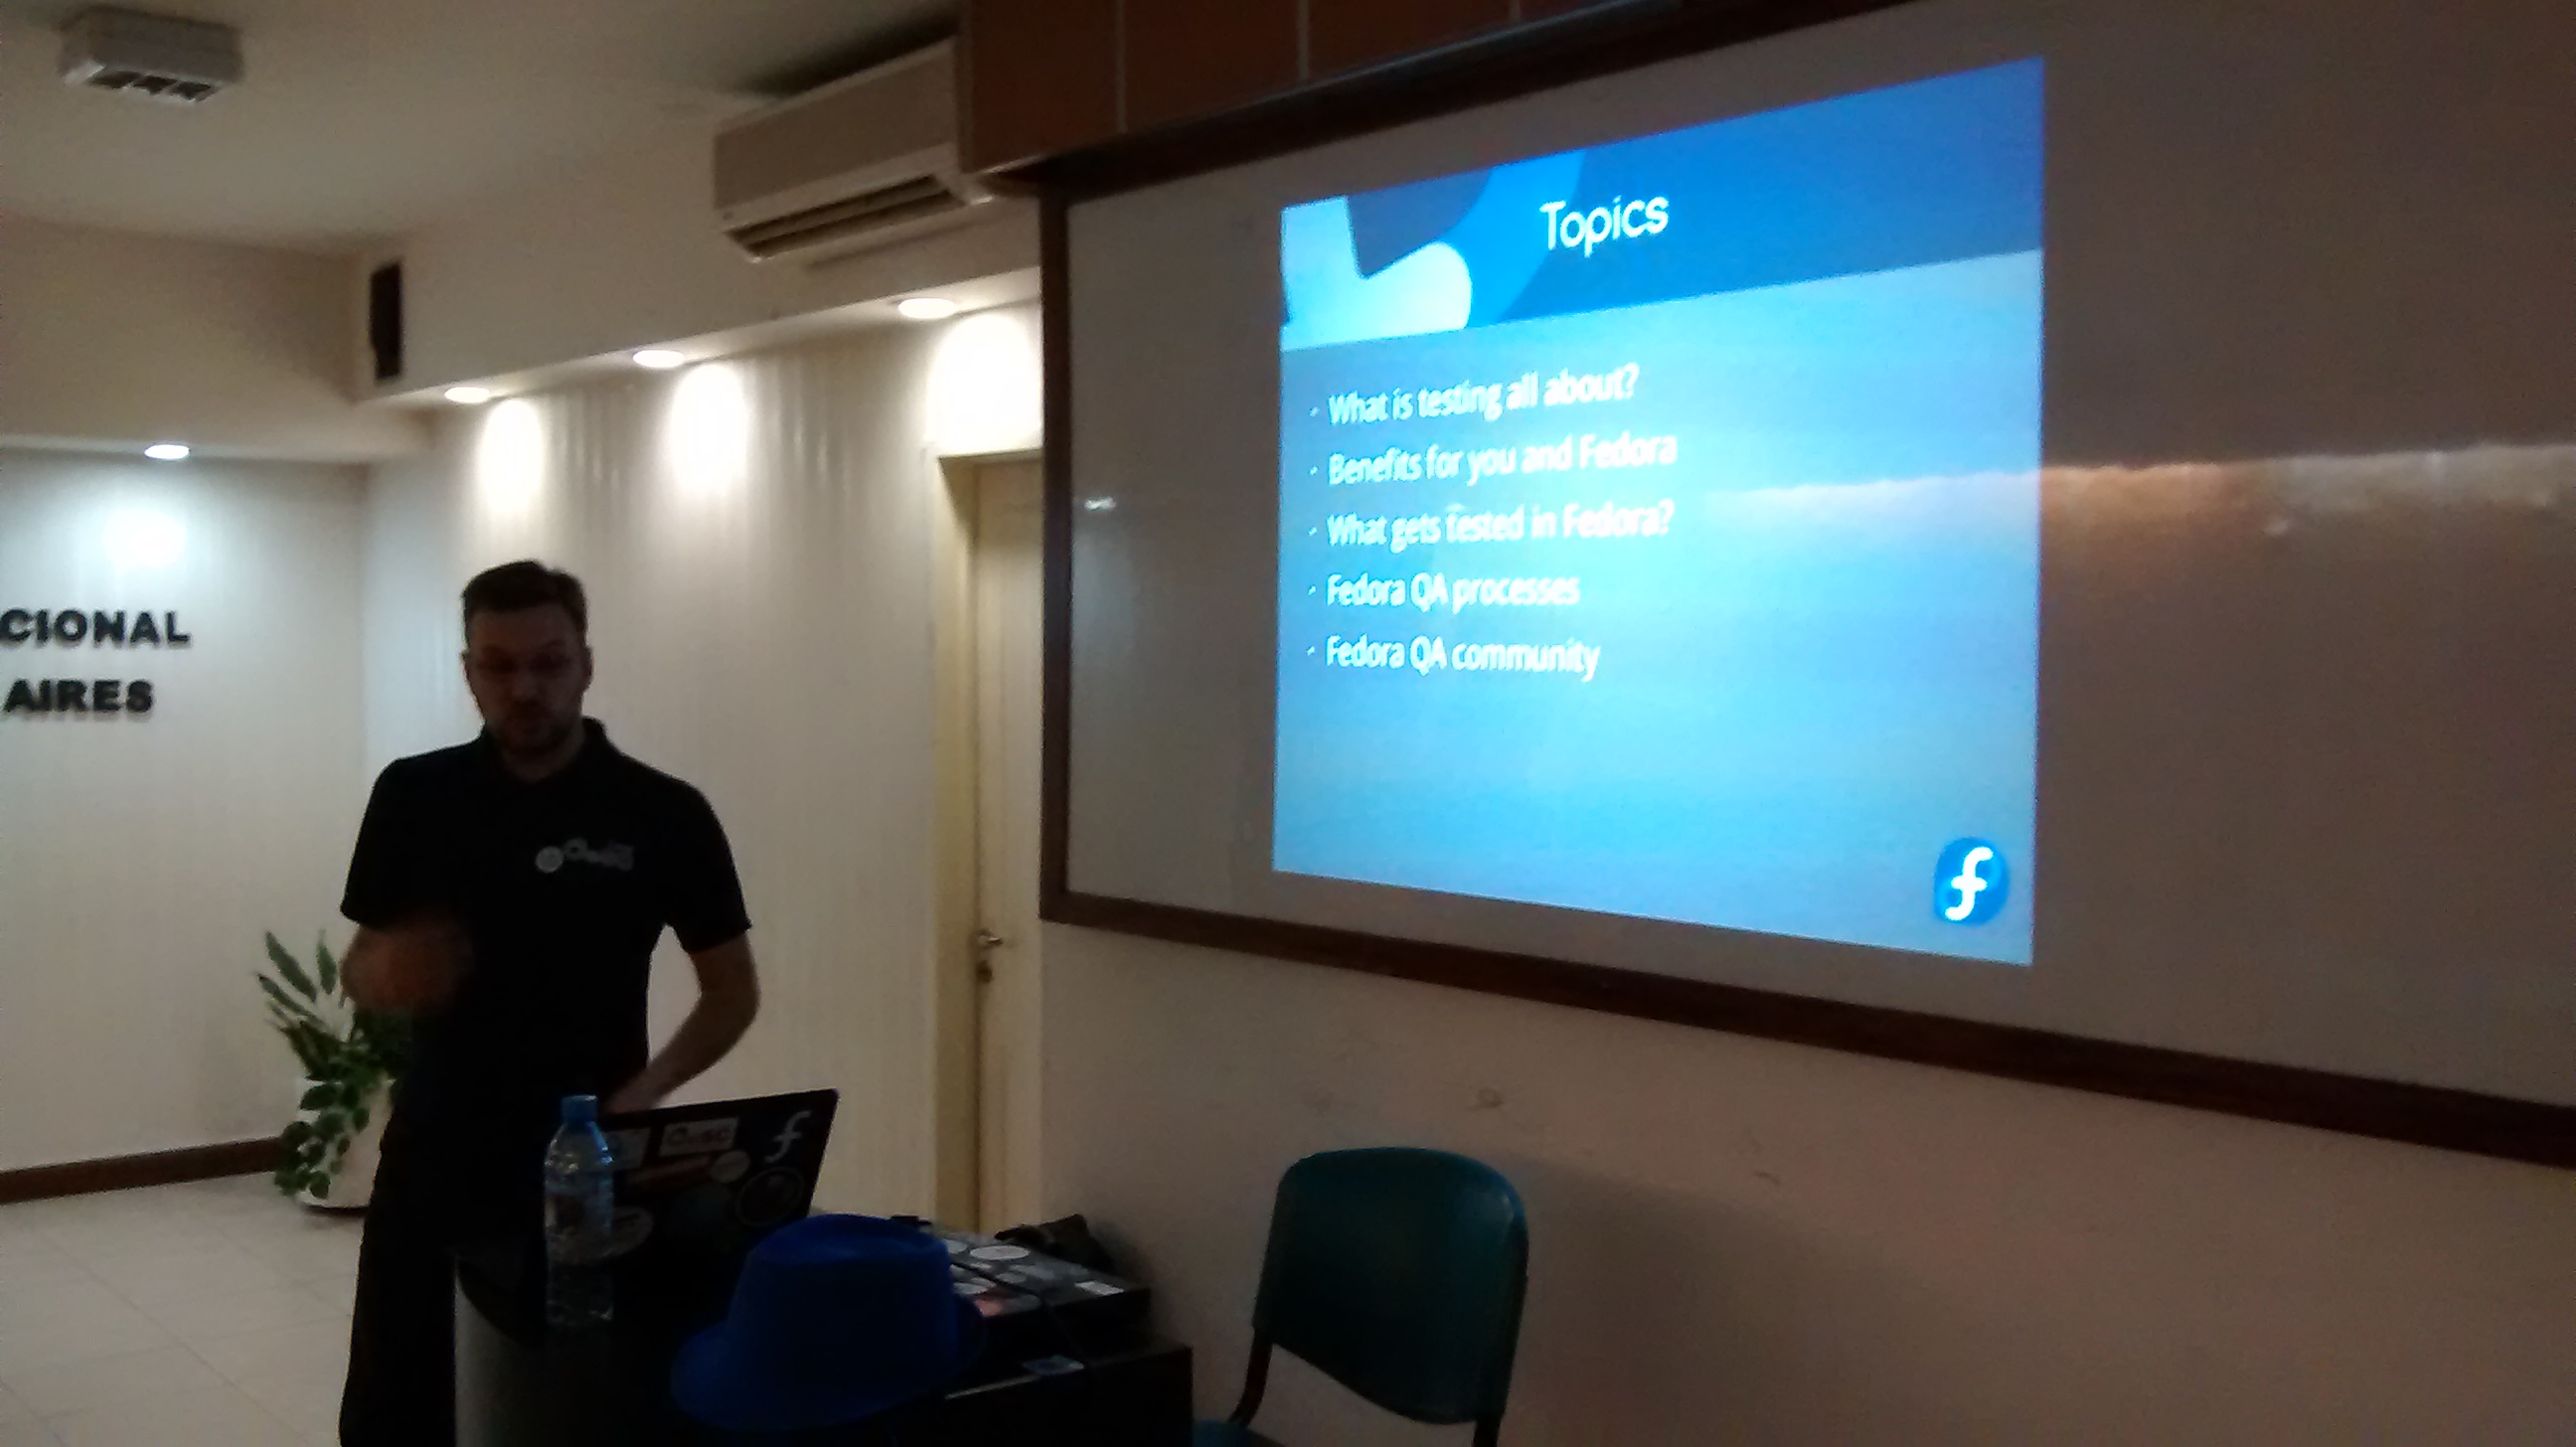 CIONAL
AIRES
Topics
What is testing all about?
Benefits for you and Fedora
What gets tested in Fedora?
Fedora QA processes
Fedora QA community